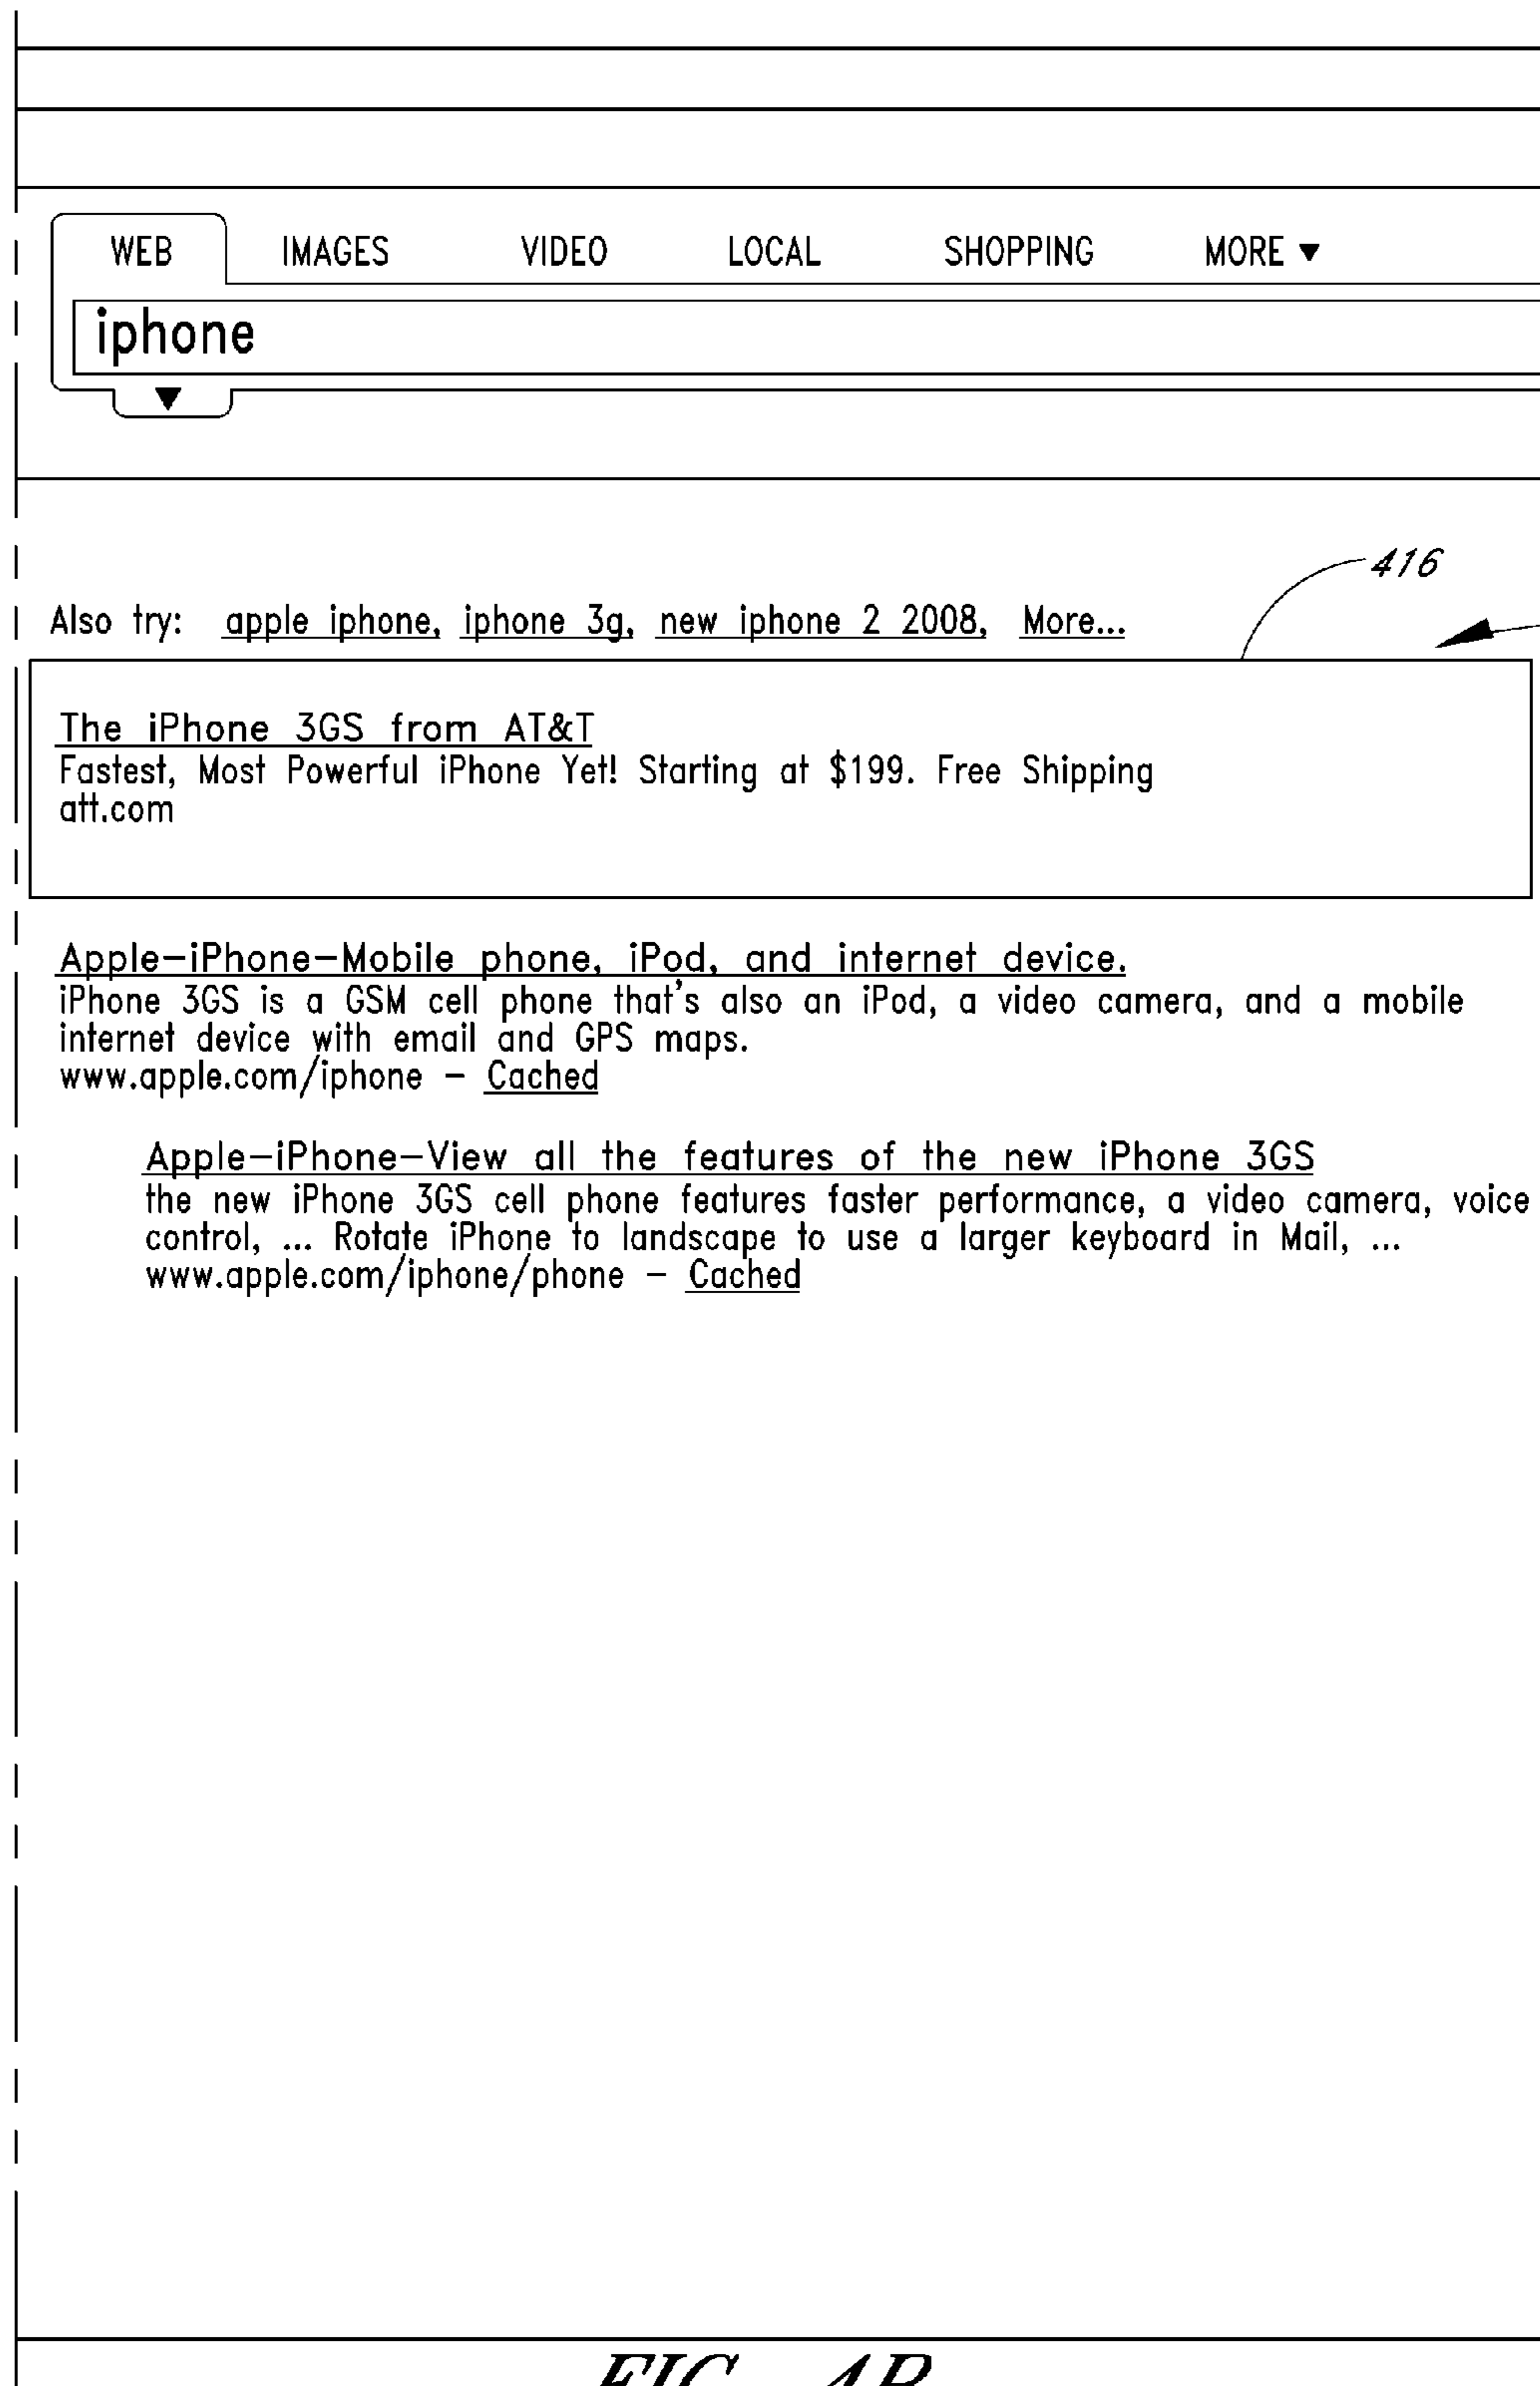 WEB IMAGES VIDEO LOCAL SHOPPING MORE ▼
iphone
416
Also try: apple iphone, iphone 3g, new iphone 2 2008, More...
The iPhone 3GS from AT&T
Fastest, Most Powerful iPhone Yet! Starting at $199. Free Shipping
att.com
Apple-iPhone-Mobile phone, iPod, and internet device.
iPhone 3GS is a GSM cell phone that's also an iPod, a video camera, and a mobile
internet device with email and GPS maps.
www.apple.com/iphone - Cached
Apple-iPhone-View all the features of the new iPhone 3GS
the new iPhone 3GS cell phone features faster performance, a video camera, voice
control, ... Rotate iPhone to landscape to use a larger keyboard in Mail, ...
www.apple.com/iphone/phone - Cached
FIG. 4B